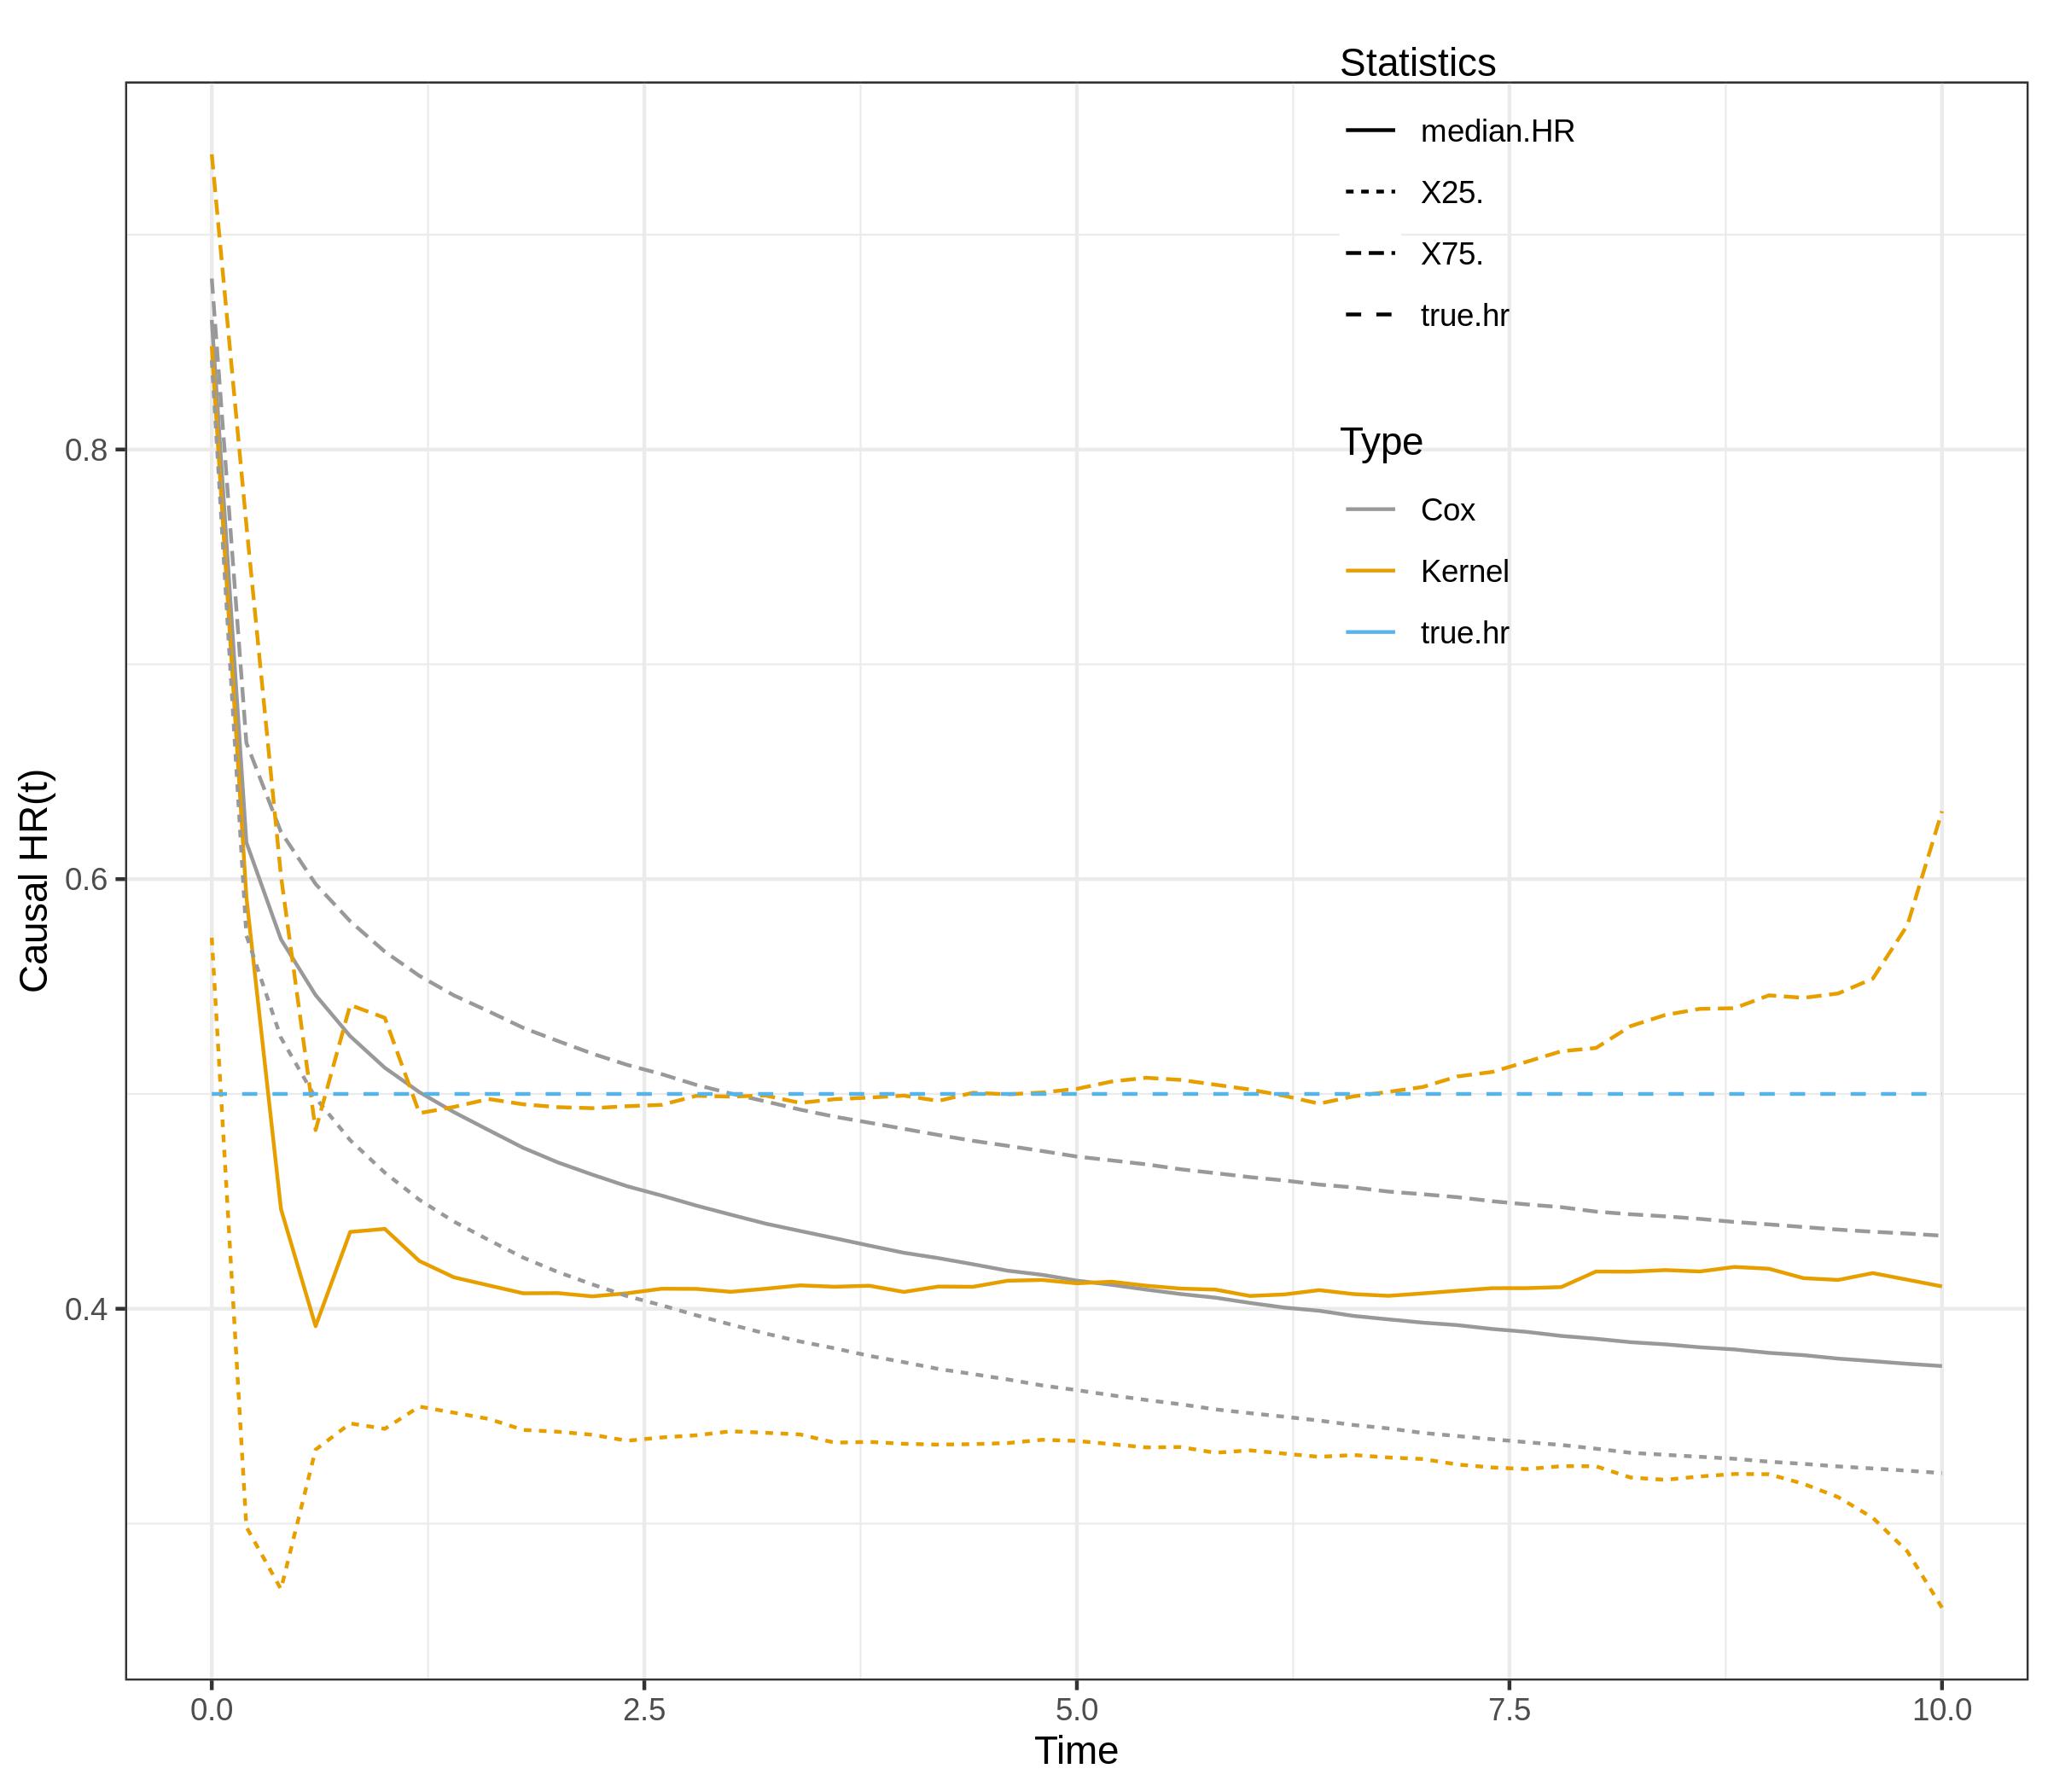 Statistics
median.HR
X25.
X75.
true.hr
Type
Cox
Kernel
true.hr
Causal HR(t)
0.8
0.6
0.4
0.0 2.5 5.0 7.5 10.0
Time